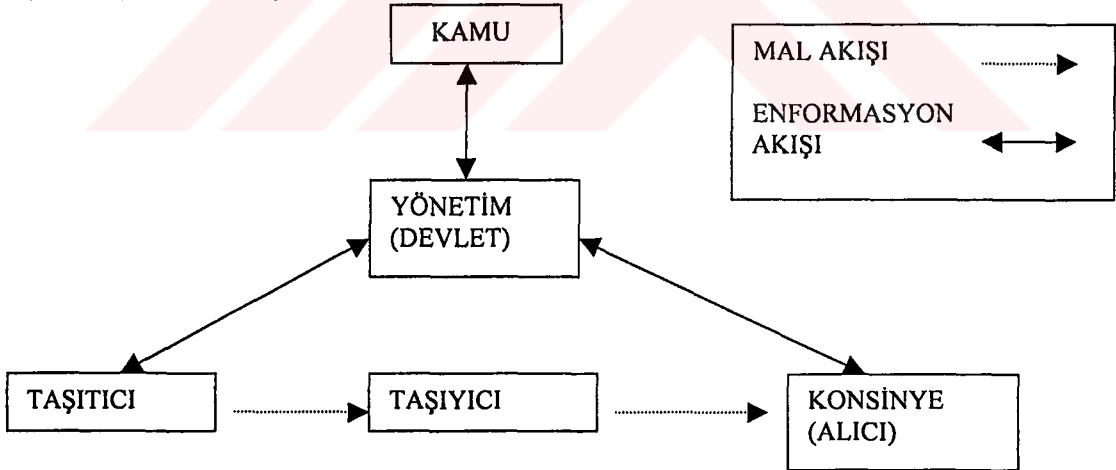 KAMU
MAL AKIŞI
ENFORMASYON
AKIŞI
YÖNETİM
(DEVLET)
TAŞITICI
TAŞIYICI
KONSİNYE
(ALICI)